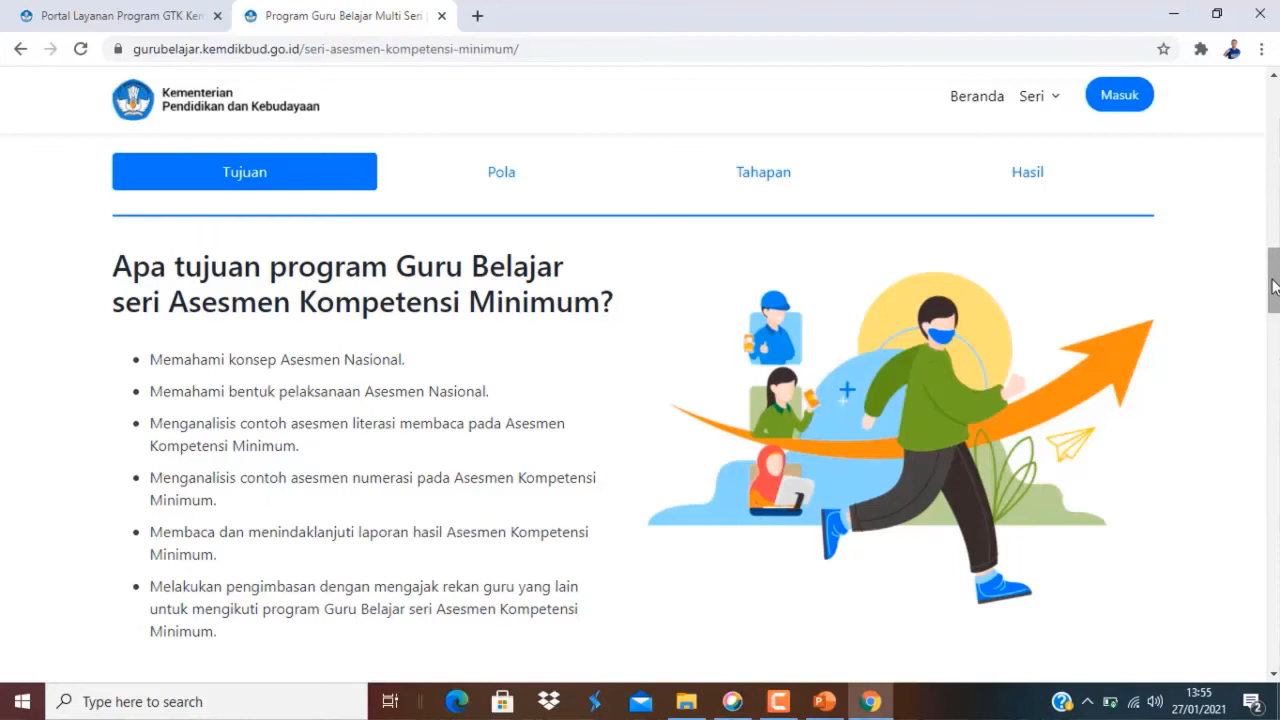 Portal Layanan Program GTK Ken
Program Guru Belajar Multi Seri
gurubelajar.kemdikbud.go.id/seri-asesmen-kompetensi-minimum/
Kementerian
Pendidikan dan Kebudayaan
Beranda
Seri
Masuk
Tujuan
Pola
Tahapan
Hasil
Apa tujuan program Guru Belajar
seri Asesmen Kompetensi Minimum?
Memahami konsep Asesmen Nasional.
Memahami bentuk pelaksanaan Asesmen Nasional.
Menganalisis contoh asesmen literasi membaca pada Asesmen
Kompetensi Minimum.
Menganalisis contoh asesmen numerasi pada Asesmen Kompetensi
Minimum.
Membaca dan menindaklanjuti laporan hasil Asesmen Kompetensi
Minimum.
Melakukan pengimbasan dengan mengajak rekan guru yang lain
untuk mengikuti program Guru Belajar seri Asesmen Kompetensi
Minimum.
Type here to search
13:55
27/01/2021
2